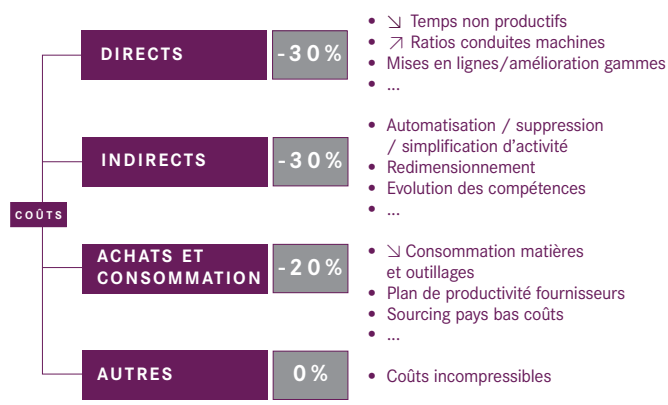 COÛTS
DIRECTS
-30%
• ↘ Temps non productifs
• ↗ Ratios conduites machines
• Mises en lignes/amélioration gammes
• ...
INDIRECTS
-30%
• Automatisation / suppression
/ simplification d'activité
• Redimensionnement
• Evolution des compétences
• ...
ACHATS ET
CONSOMMATION
-20%
• ↘ Consommation matières
et outillages
• Plan de productivité fournisseurs
• Sourcing pays bas coûts
• ...
AUTRES
0%
• Coûts incompressibles